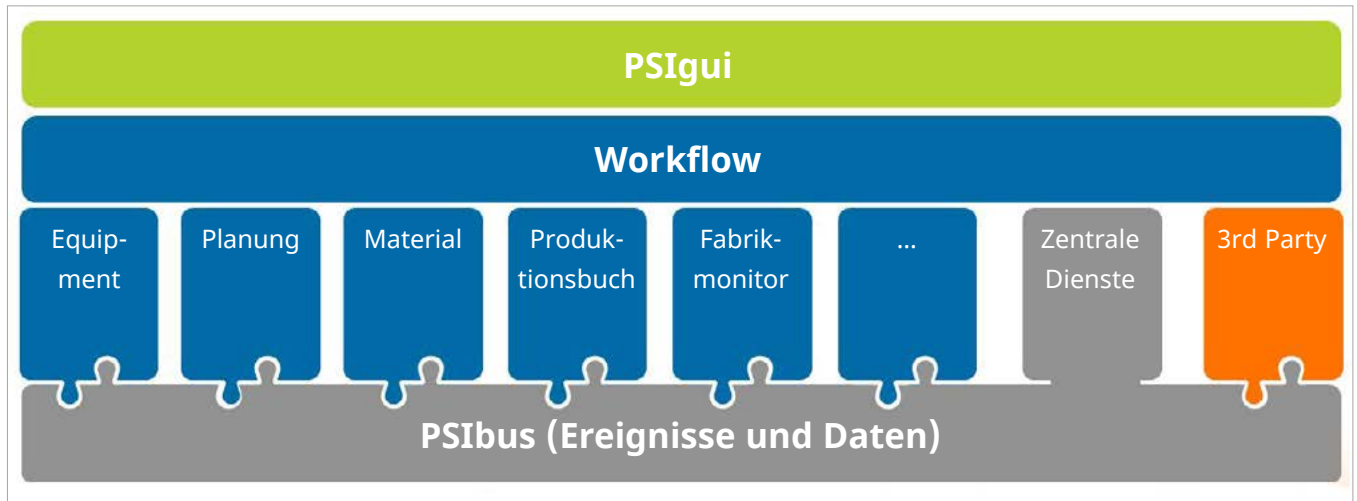 PSIgui
Workflow
Equip-
ment
Planung
Material
Produk-
tionsbuch
Fabrik-
monitor
...
Zentrale
Dienste
3rd Party
PSIbus (Ereignisse und Daten)